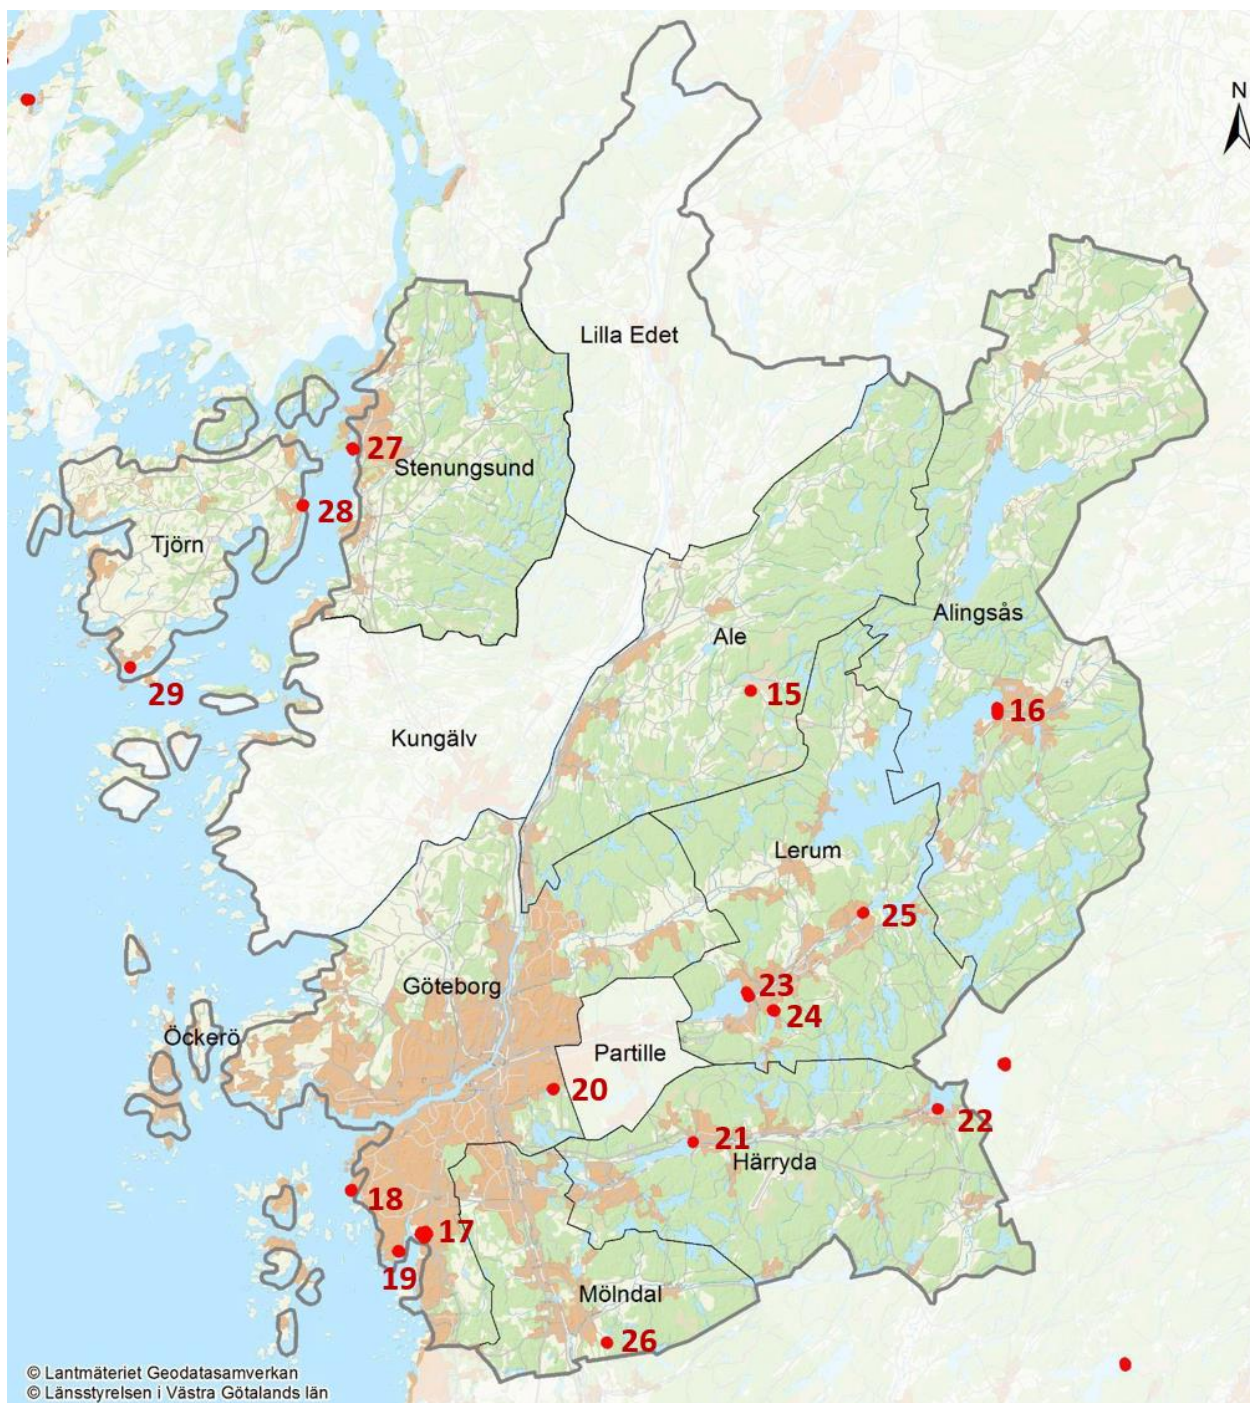 N
Lilla Edet
27
Stenungsund
28
Tjörn
Alingsås
Ale
15
29
16
Kungälv
Lerum
25
Göteborg
23
24
Öckerö
Partille
20
22
21
Härryda
18
17
19
Mölndal
26
© Lantmäteriet Geodatasamverkan
© Länsstyrelsen i Västra Götalands län